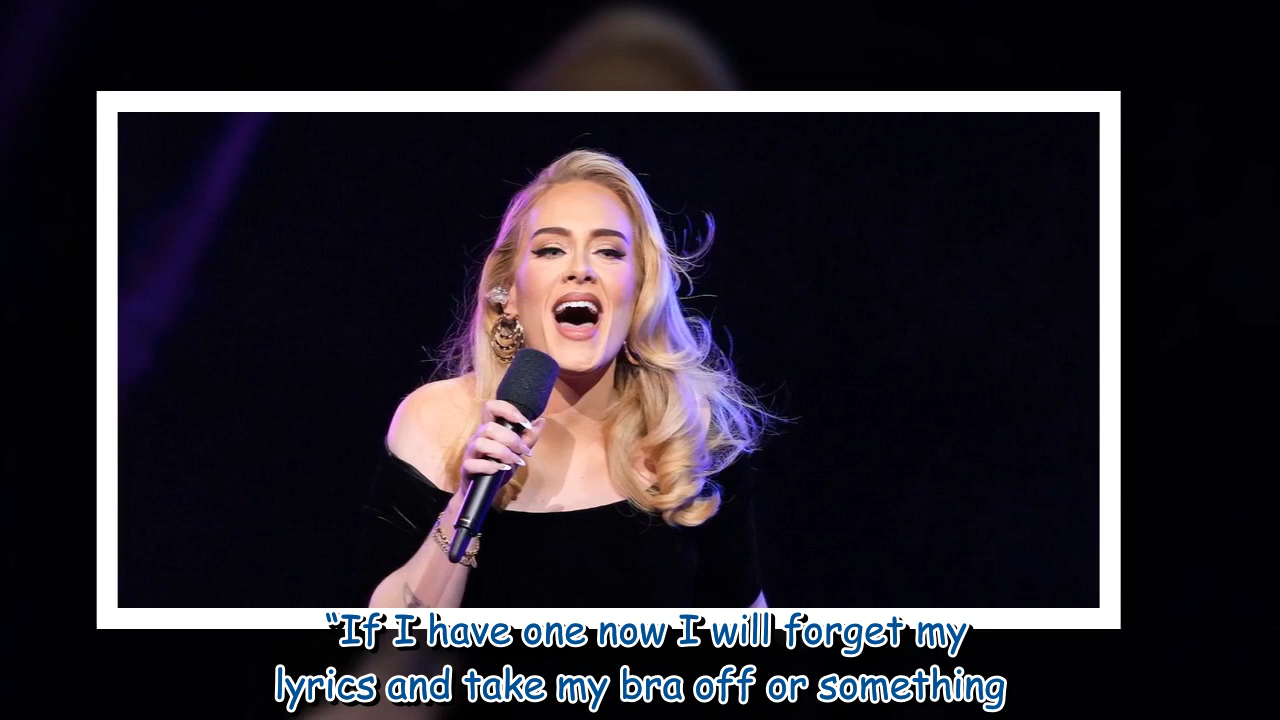 “If I have one now I will forget my
lyrics and take my bra off or something